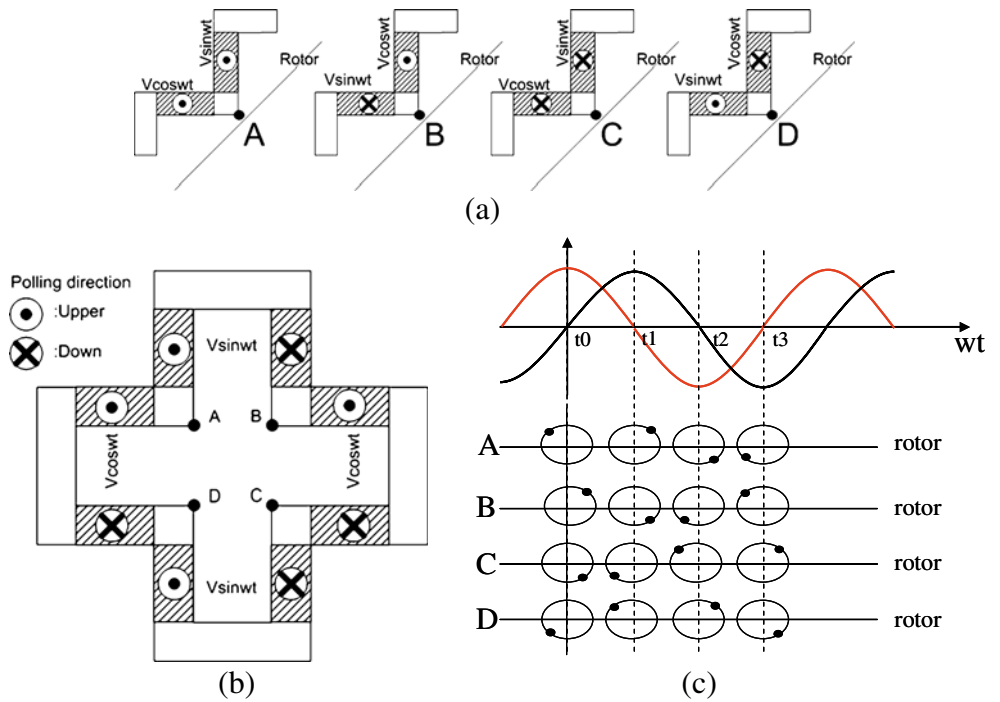 Vsinwt
Rotor
Vcoswt
A
Vcoswt
Rotor
Vsinwt
B
Vsinwt
Rotor
Vcoswt
C
Vcoswt
Rotor
Vsinwt
D
(a)
Polling direction
:Upper
:Down
Vsinwt
A
B
Vcoswt
Vcoswt
D
C
Vsinwt
(b)
t0
t1
t2
t3
wt
A
rotor
B
rotor
C
rotor
D
rotor
(c)